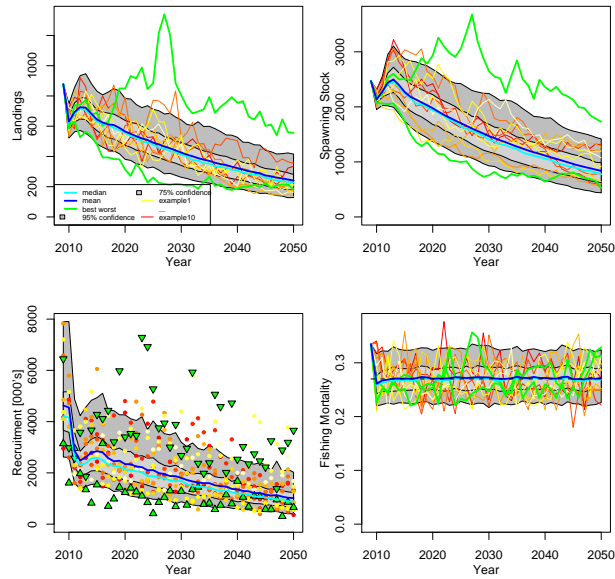 Landings
0 200 600 1000
median
mean
best worst
95% confidence
75% confidence
example1
...
example10
2010 2020 2030 2040 2050
Year
Spawning Stock
0 1000 2000 3000
2010 2020 2030 2040 2050
Year
Recruitment [000's]
0 2000 4000 6000 8000
2010 2020 2030 2040 2050
Year
Fishing Mortality
0.0 0.1 0.2 0.3
2010 2020 2030 2040 2050
Year